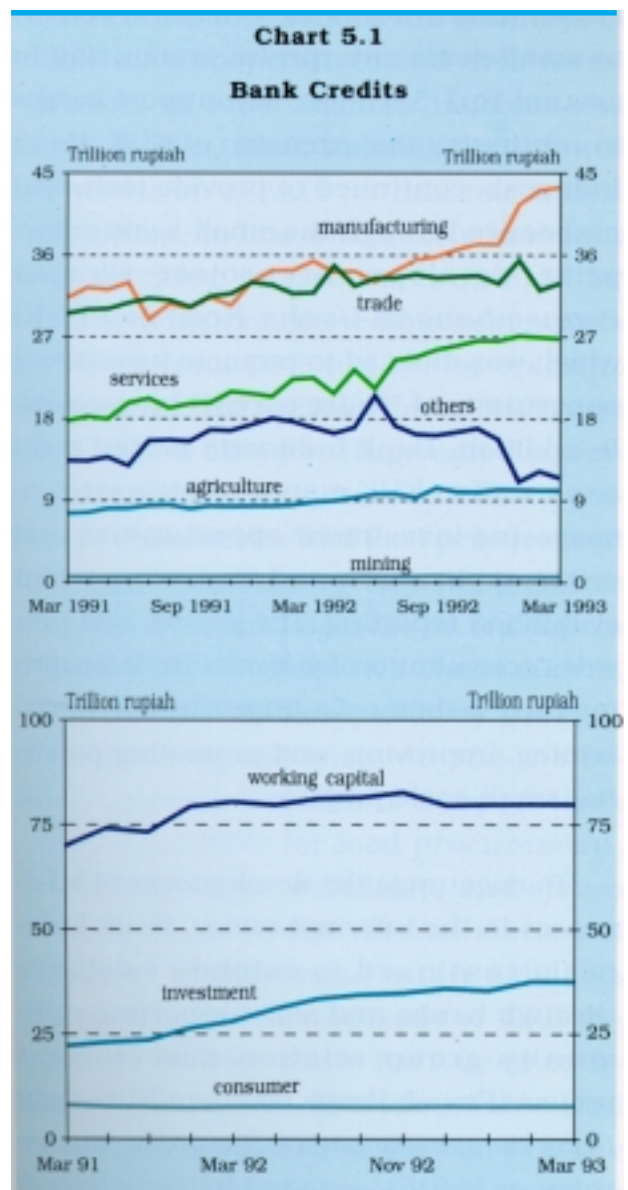 Chart 5.1
Bank Credits
Trillion rupiah Trillion rupiah
45 45
manufacturing
36 36
trade
27 27
services
others
18 18
agriculture
9 9
mining
0 0
Mar 1991 Sep 1991 Mar 1992 Sep 1992 Mar 1993
Trillion rupiah Trillion rupiah
100 100
working capital
75 75
50 50
investment
25 25
consumer
0 0
Mar 91 Mar 92 Nov 92 Mar 93